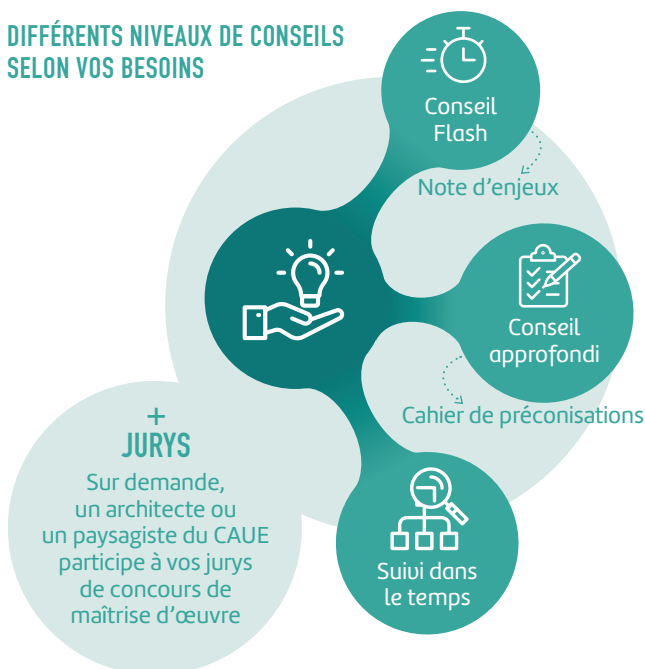 DIFFÉRENTS NIVEAUX DE CONSEILS
SELON VOS BESOINS
Conseil
Flash
Note d'enjeux
Conseil
approfondi
Cahier de préconisations
Suivi dans
le temps
+
JURYS
Sur demande,
un architecte ou
un paysagiste du CAUE
participe à vos jurys
de concours de
maîtrise d'œuvre